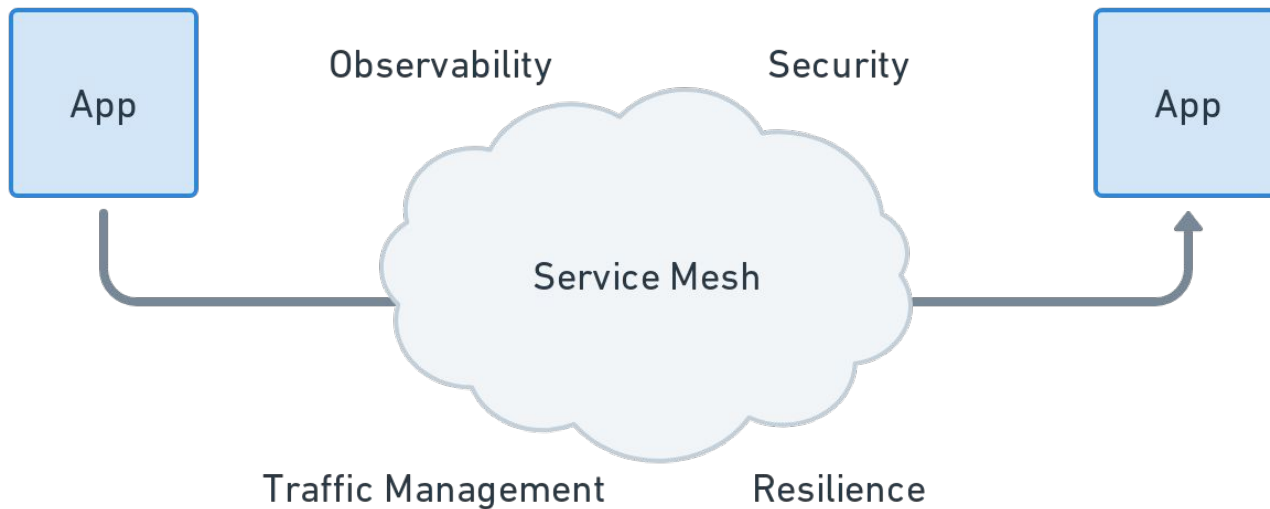 Observability
Security
App
App
Service Mesh
Traffic Management
Resilience